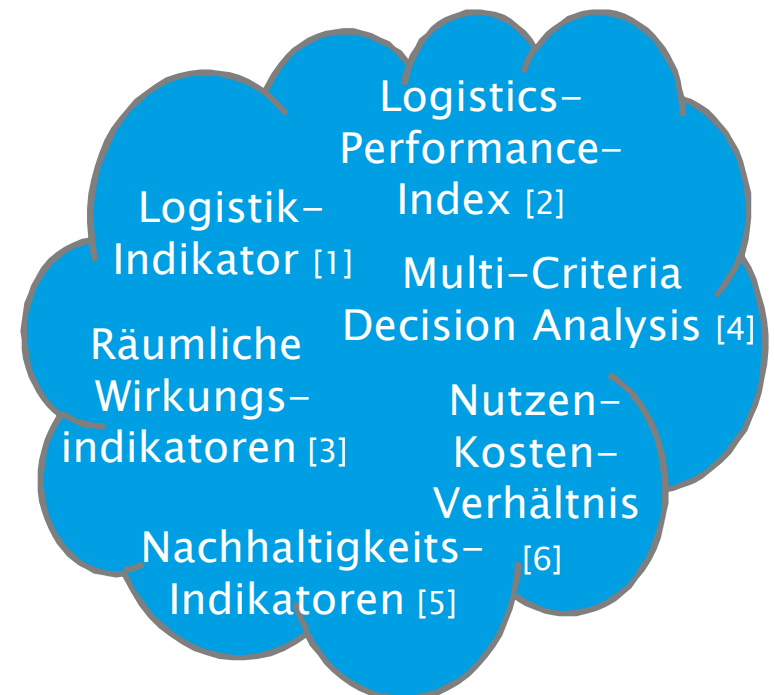 Logistics-
Performance-
Index [2]
Logistik-
Indikator [1]
Multi-Criteria
Decision Analysis [4]
Räumliche
Wirkungs-
indikatoren [3]
Nutzen-
Kosten-
Verhältnis
[6]
Nachhaltigkeits-
Indikatoren [5]